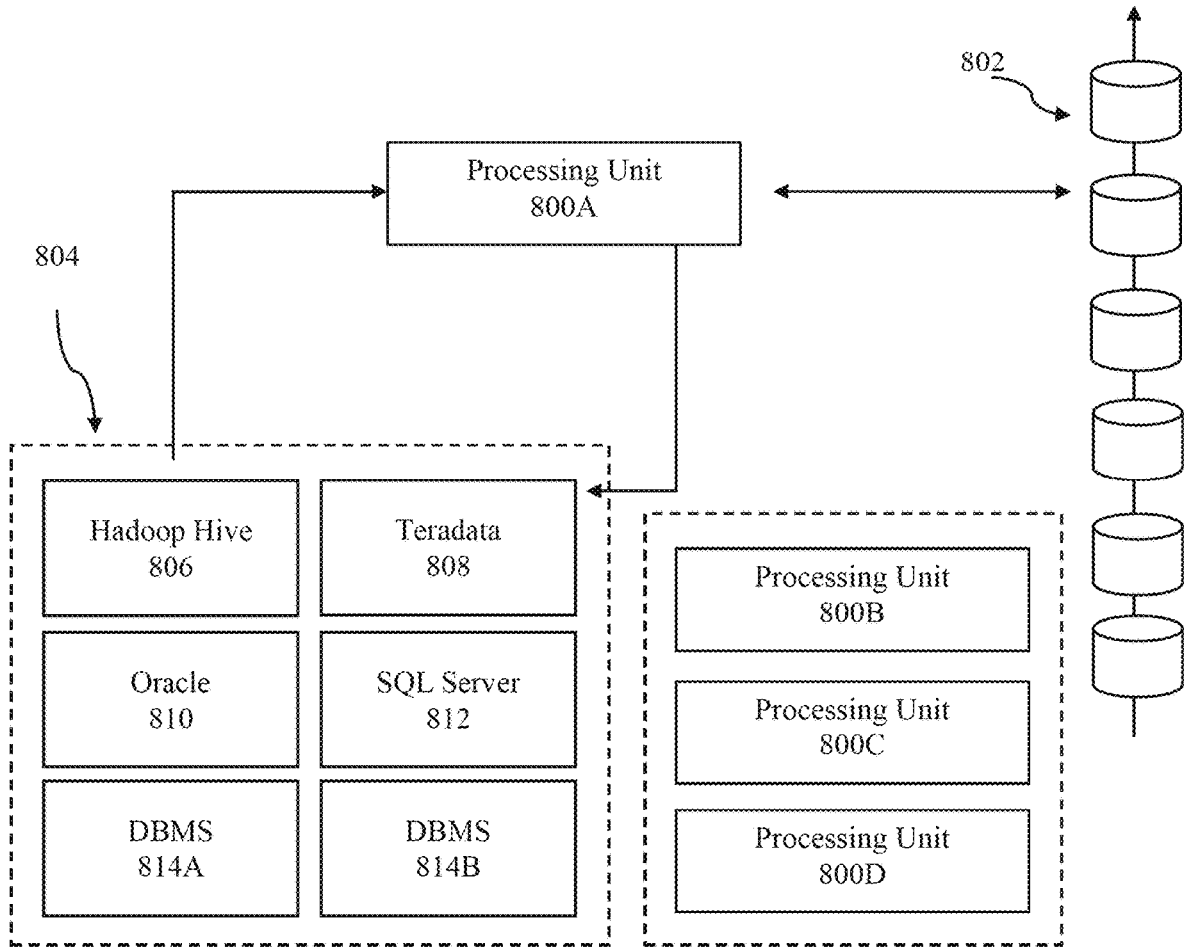 802
Processing Unit
800A
804
Hadoop Hive
806
Teradata
808
Oracle
810
SQL Server
812
DBMS
814A
DBMS
814B
Processing Unit
800B
Processing Unit
800C
Processing Unit
800D